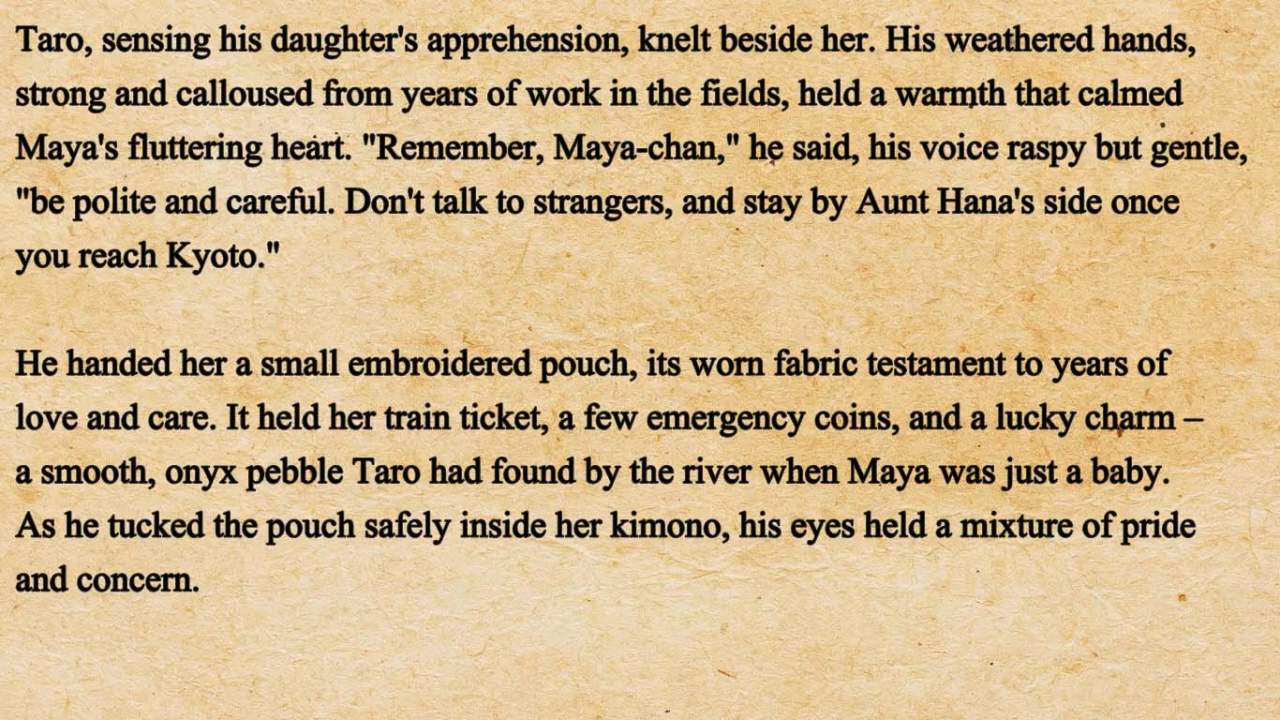 Taro, sensing his daughter's apprehension, knelt beside her. His weathered hands,
strong and calloused from years of work in the fields, held a warmth that calmed
Maya's fluttering heart. "Remember, Maya-chan," he said, his voice raspy but gentle,
"be polite and careful. Don't talk to strangers, and stay by Aunt Hana's side once
you reach Kyoto."
He handed her a small embroidered pouch, its worn fabric testament to years of
love and care. It held her train ticket, a few emergency coins, and a lucky charm –
a smooth, onyx pebble Taro had found by the river when Maya was just a baby.
As he tucked the pouch safely inside her kimono, his eyes held a mixture of pride
and concern.